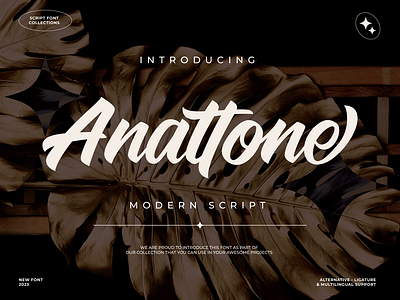 SCRIPT FONT
COLLECTIONS
INTRODUCING
Anattone
MODERN SCRIPT
WE ARE PROUD TO INTRODUCE THIS FONT AS PART OF
OUR COLLECTION THAT YOU CAN USE IN YOUR AWESOME PROJECTS
NEW FONT
2023
ALTERNATIVE - LIGATURE
& MULTILINGUAL SUPPORT